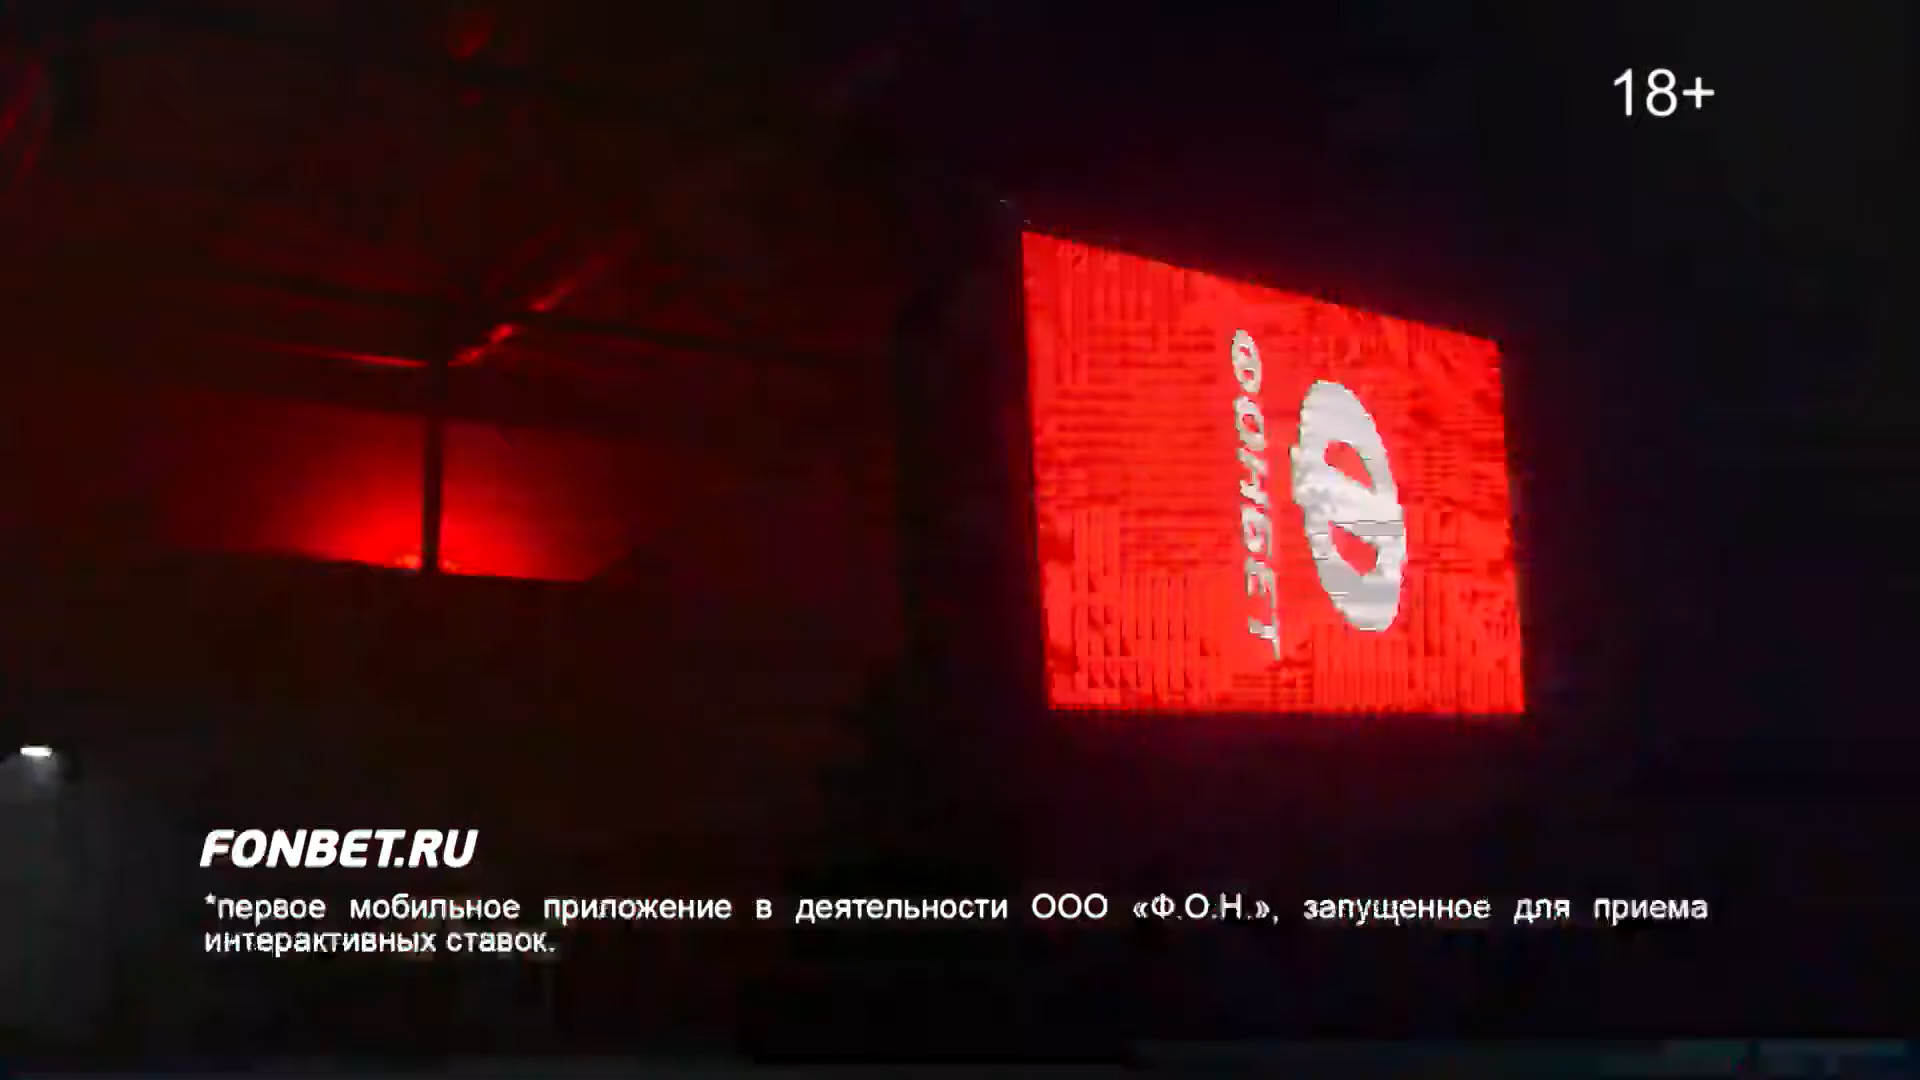 18+
ФОНБЕТ
FONBET.RU
*первое мобильное приложение в деятельности ООО «Ф.О.Н.», запущенное для приема
интерактивных ставок.